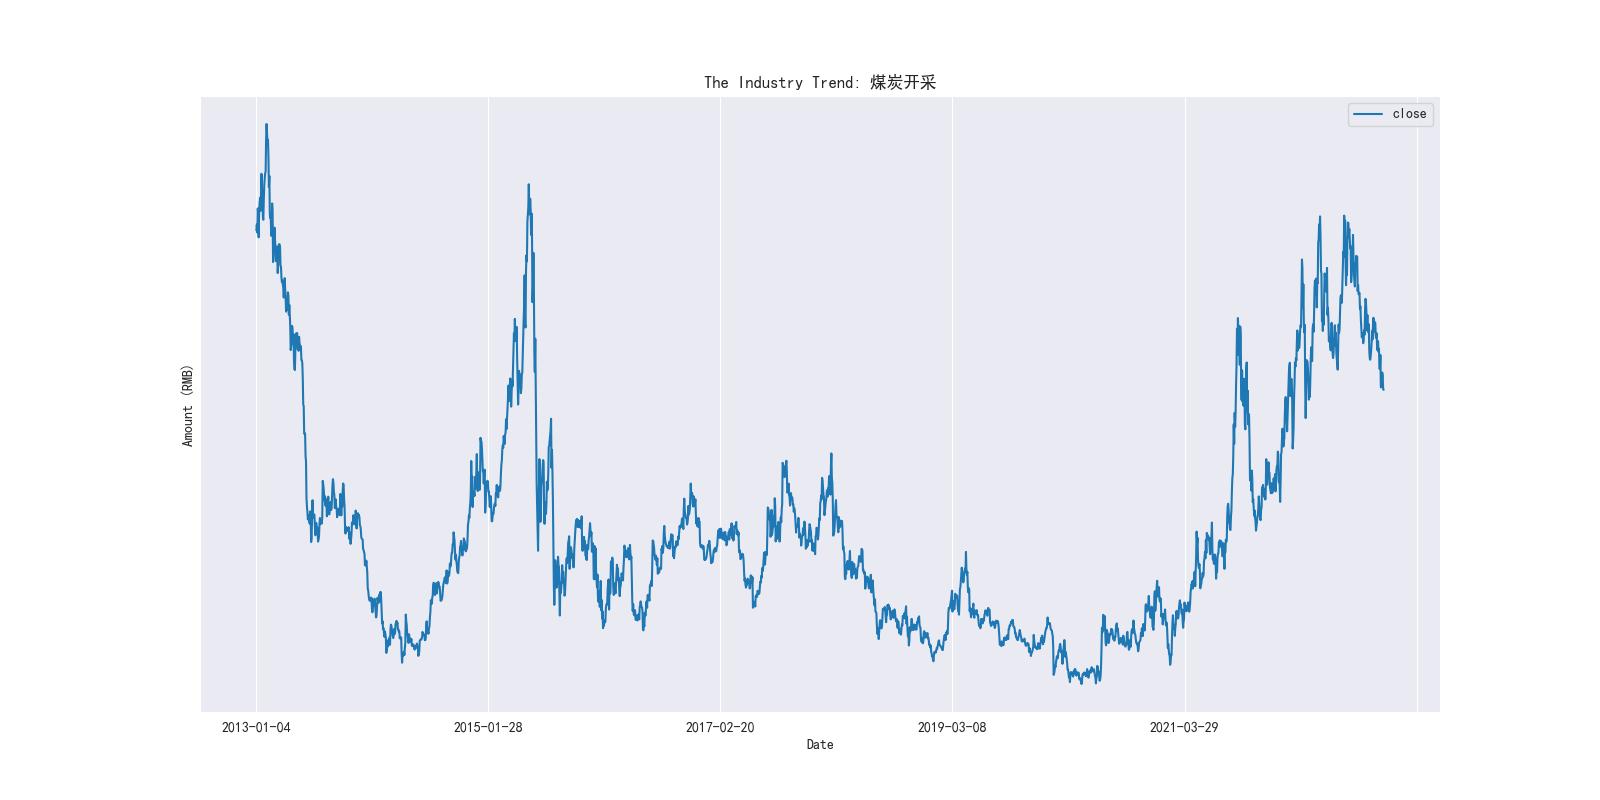 The Industry Trend: 煤炭开采
close
Amount (RMB)
2013-01-04
2015-01-28
2017-02-20
2019-03-08
2021-03-29
Date